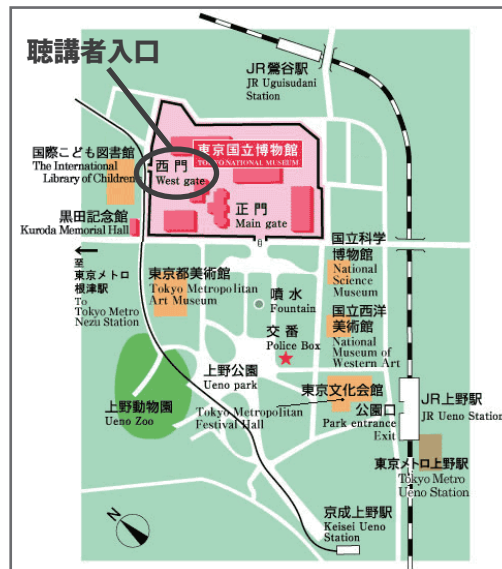 聴講者入口
JR鶯谷駅
JR Uguisudani
Station
東京国立博物館
TOKYO NATIONAL MUSEUM
国際こども図書館
The International
Library of Children's
西門
West gate
正門
Main gate
黒田記念館
Kuroda Memorial Hall
国立科学
博物館
National
Science
Museum
至
東京メトロ
根津駅
To
Tokyo Metro
Nezu Station
東京都美術館
Tokyo Metropolitan
Art Museum
噴水
Fountain
国立西洋
美術館
National
Museum of
Western Art
交番
Police Box
上野公園
Ueno park
東京文化会館
Tokyo Metropolitan
Festival Hall
公園口
Park entrance
Exit
JR上野駅
JR Ueno Station
上野動物園
Ueno Zoo
東京メトロ上野駅
Tokyo Metro
Ueno Station
京成上野駅
Keisei Ueno
Station
N